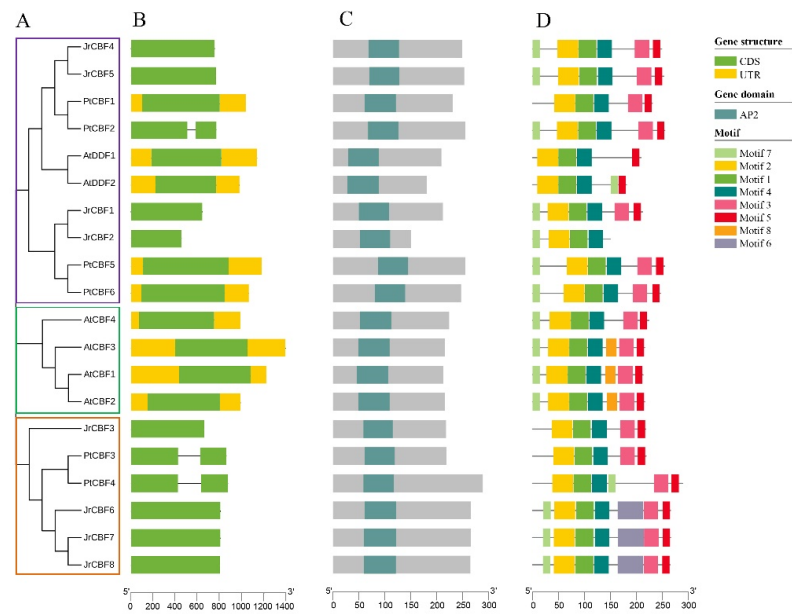 A B C D
JrCBF4
JrCBF5
PtCBF1
PtCBF2
AtDDF1
AtDDF2
JrCBF1
JrCBF2
PtCBF5
PtCBF6
AtCBF4
AtCBF3
AtCBF1
AtCBF2
JrCBF3
PtCBF3
PtCBF4
JrCBF6
JrCBF7
JrCBF8
Gene structure
CDS
UTR
Gene domain
AP2
Motif
Motif 7
Motif 2
Motif 1
Motif 4
Motif 3
Motif 5
Motif 8
Motif 6
5' 3' 5' 3' 5' 3'
0 200 400 600 800 1000 1200 1400 0 50 100 150 200 250 300 0 50 100 150 200 250 300